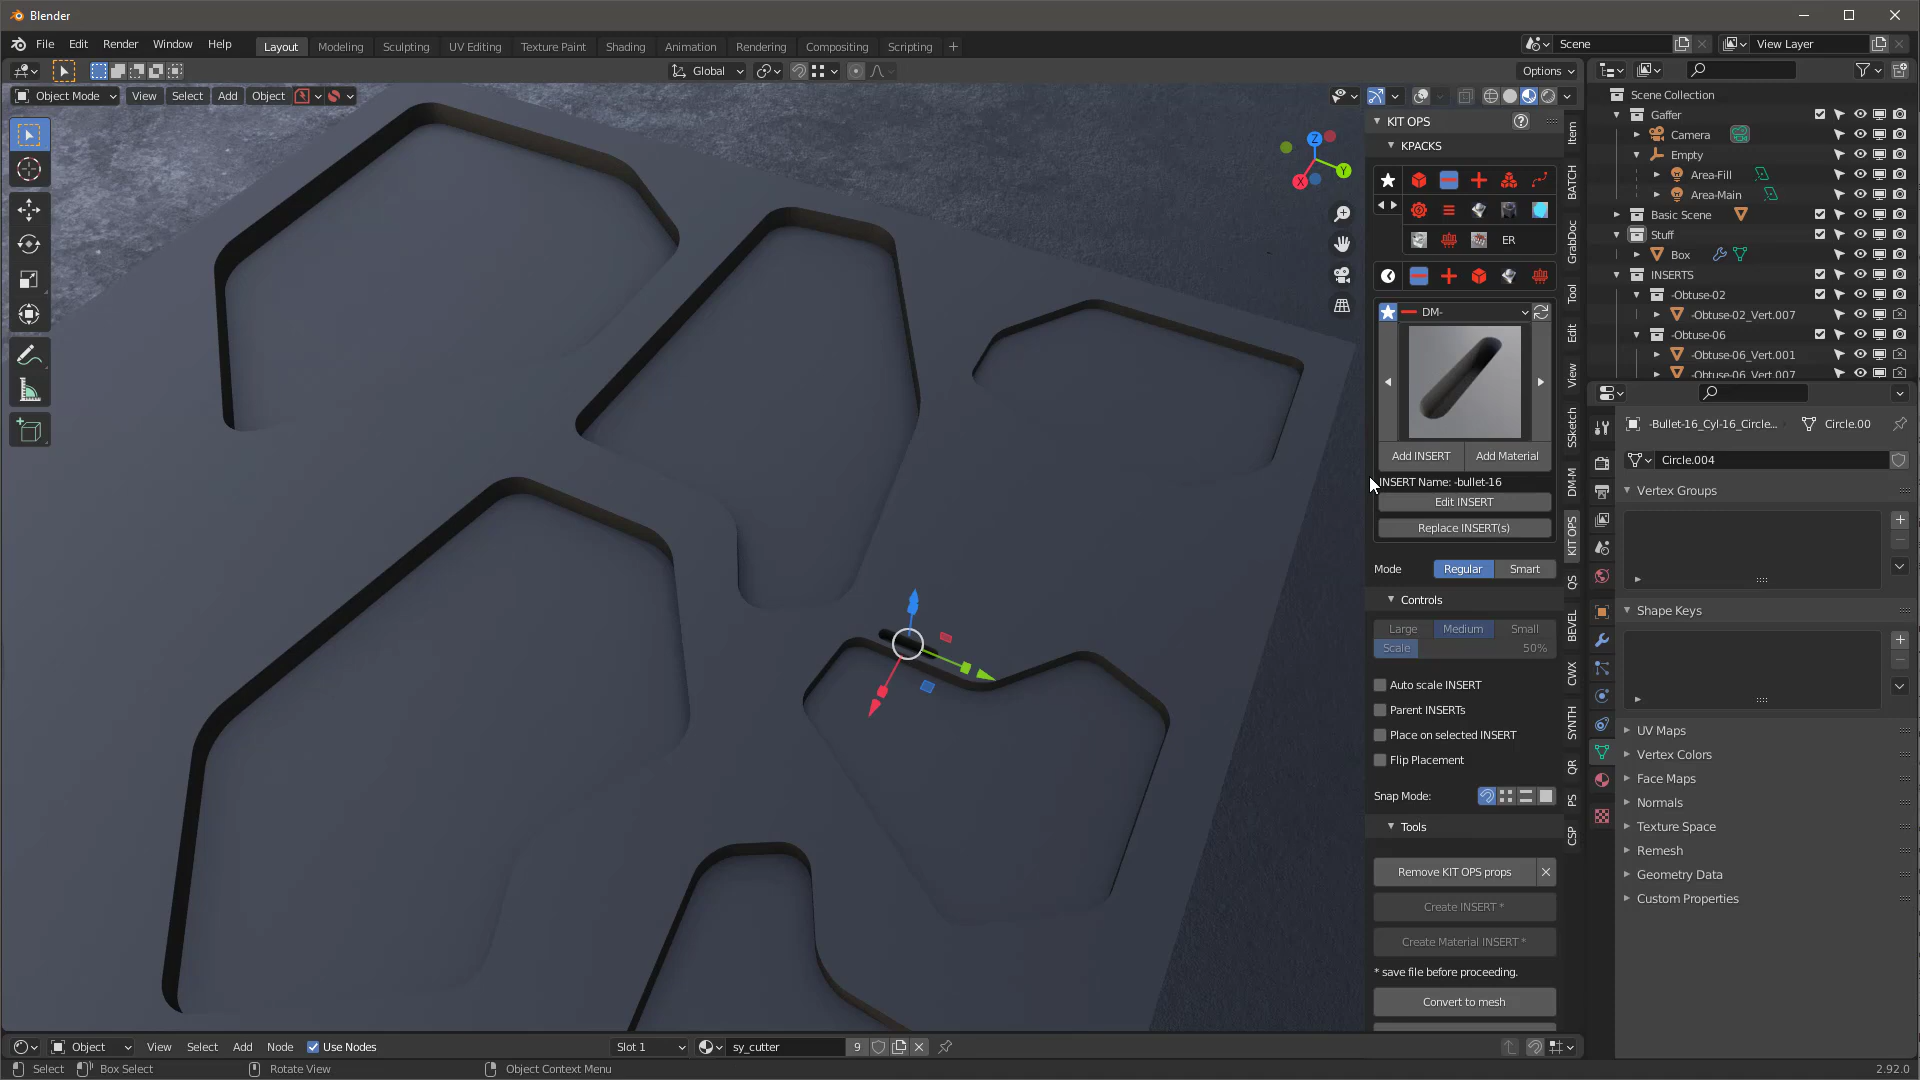 Blender
File Edit Render Window Help
Layout Modeling Sculpting UV Editing Texture Paint Shading Animation Rendering Compositing Scripting +
Scene
View Layer
Global
Options
Object Mode View Select Add Object
KIT OPS
KPACKS
ER
DM-
Add INSERT Add Material
INSERT Name: -bullet-16
Edit INSERT
Replace INSERT(s)
Mode Regular Smart
Controls
Large Medium Small
Scale 50%
Auto scale INSERT
Parent INSERTs
Place on selected INSERT
Flip Placement
Snap Mode:
Tools
Remove KIT OPS props
Create INSERT *
Create Material INSERT *
* save file before proceeding.
Convert to mesh
Item
BATCH
GrabDoc
Tool
Edit
View
SSketch
DM-M
KIT OPS
QS
BEVEL
CWX
SYNTH
QR
PS
CSP
Z
Y
X
Scene Collection
Gaffer
Camera
Empty
Area-Fill
Area-Main
Basic Scene
Stuff
Box
INSERTS
-Obtuse-02
-Obtuse-02_Vert.007
-Obtuse-06
-Obtuse-06_Vert.001
-Obtuse-06_Vert.007
-Bullet-16_Cyl-16_Circle... Circle.00
Circle.004
Vertex Groups
Shape Keys
UV Maps
Vertex Colors
Face Maps
Normals
Texture Space
Remesh
Geometry Data
Custom Properties
Object View Select Add Node Use Nodes
Slot 1
sy_cutter 9
Select Box Select Rotate View Object Context Menu
2.92.0